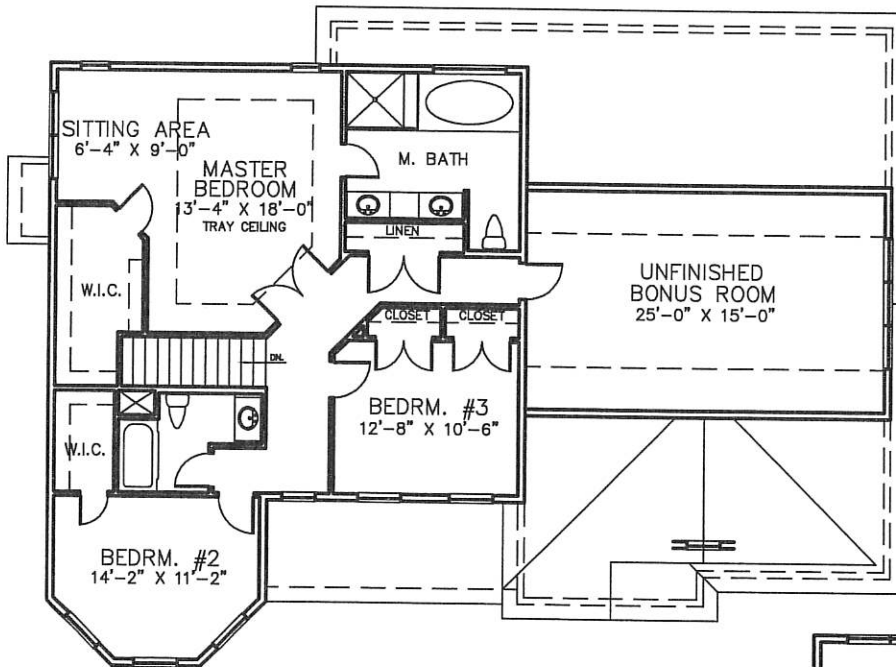 SITTING AREA
6'-4" X 9'-0"
MASTER
BEDROOM
13'-4" X 18'-0"
TRAY CEILING
M. BATH
LINEN
W.I.C.
UNFINISHED
BONUS ROOM
25'-0" X 15'-0"
CLOSET
CLOSET
DN.
BEDRM. #3
12'-8" X 10'-6"
W.I.C.
BEDRM. #2
14'-2" X 11'-2"